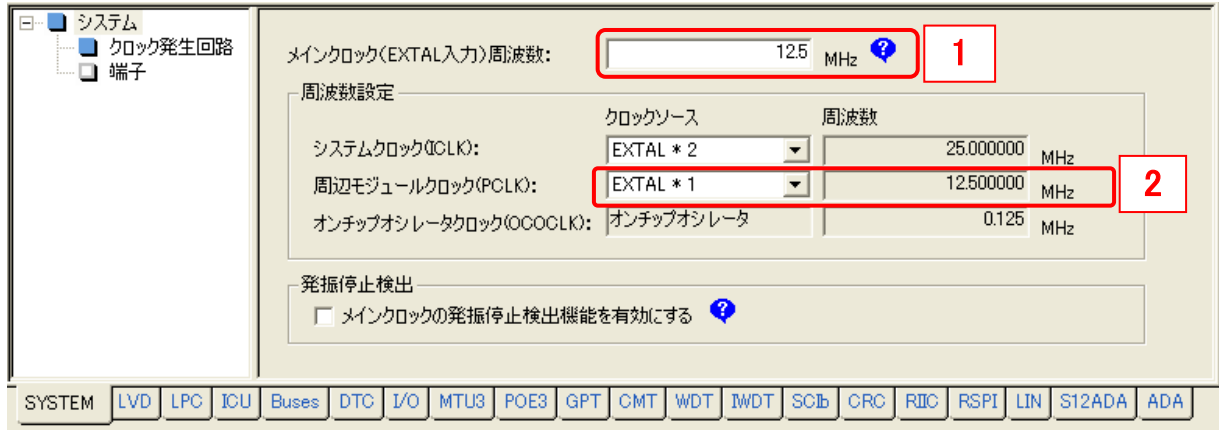 システム
クロック発生回路
端子
メインクロック(EXTAL入力)周波数: 12.5 MHz ? 1
周波数設定
クロックソース 周波数
システムクロック(ICLK): EXTAL * 2 25.000000 MHz
周辺モジュールクロック(PCLK): EXTAL * 1 12.500000 MHz 2
オンチップオシレータクロック(OCOCLK): オンチップオシレータ 0.125 MHz
発振停止検出
メインクロックの発振停止検出機能を有効にする ?
SYSTEM LVD LPC ICU Buses DTC I/O MTU3 POE3 GPT CMT WDT IWDT SCIb CRC RIIC RSPI LIN S12ADA ADA